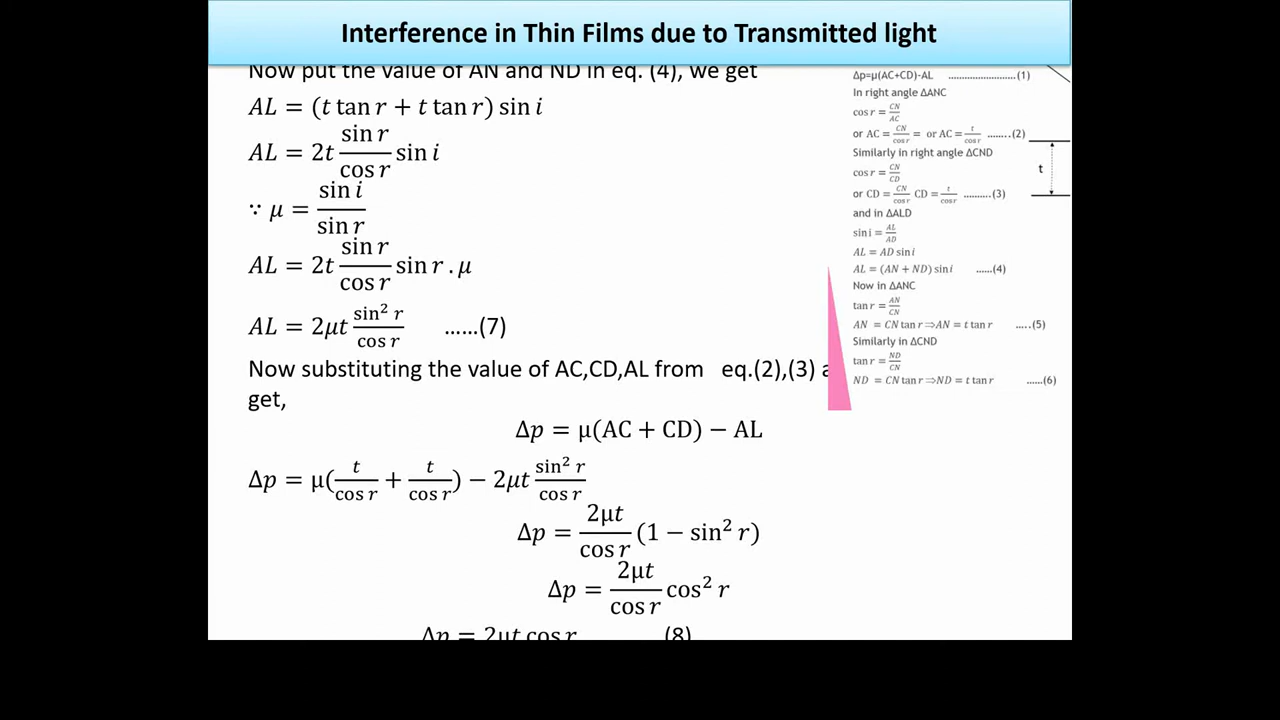 Interference in Thin Films due to Transmitted light
Now put the value of AN and ND in eq. (4), we get
AL = (t tan r + t tan r) sin i
AL = 2t sin r / cos r sin i
∵ μ = sin i / sin r
AL = 2t sin r / cos r sin r . μ
AL = 2μt sin² r / cos r ......(7)
Now substituting the value of AC,CD,AL from eq.(2),(3)
get,
Δp = μ(AC + CD) − AL
Δp = μ(t / cos r + t / cos r) − 2μt sin² r / cos r
Δp = 2μt / cos r (1 − sin² r)
Δp = 2μt / cos r cos² r
Δp = 2μt cos r (8)
Δp=μ(AC+CD)-AL ..........................(1)
In right angle ΔANC
cos r = CN / AC
or AC = CN / cos r = or AC = t / cos r ........(2)
Similarly in right angle ΔCND
cos r = CN / CD
or CD = CN / cos r CD = t / cos r ..........(3)
and in ΔALD
sin i = AL / AD
AL = AD sin i
AL = (AN + ND) sin i ......(4)
Now in ΔANC
tan r = AN / CN
AN = CN tan r ⇒ AN = t tan r .....(5)
Similarly in ΔCND
tan r = ND / CN
ND = CN tan r ⇒ ND = t tan r ......(6)
t